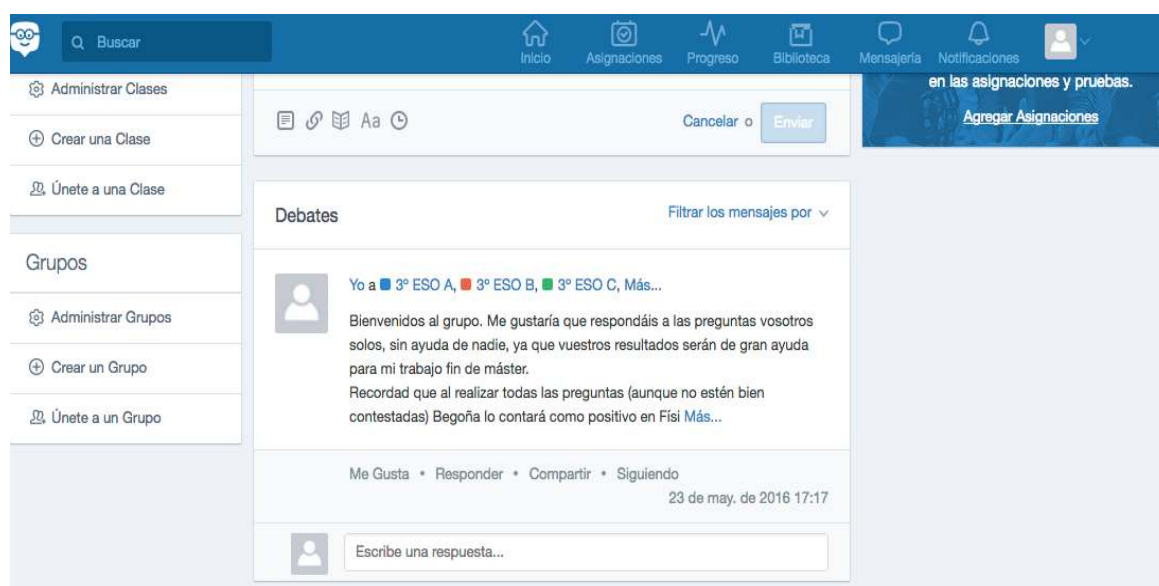 Buscar
Inicio
Asignaciones
Progreso
Biblioteca
Mensajería
Notificaciones
Administrar Clases
Crear una Clase
Únete a una Clase
Grupos
Administrar Grupos
Crear un Grupo
Únete a un Grupo
Aa
Cancelar o Enviar
Debates
Filtrar los mensajes por
Yo a 3º ESO A, 3º ESO B, 3º ESO C, Más...
Bienvenidos al grupo. Me gustaría que respondáis a las preguntas vosotros
solos, sin ayuda de nadie, ya que vuestros resultados serán de gran ayuda
para mi trabajo fin de máster.
Recordad que al realizar todas las preguntas (aunque no estén bien
contestadas) Begoña lo contará como positivo en Físi Más...
Me Gusta • Responder • Compartir • Siguiendo
23 de may. de 2016 17:17
Escribe una respuesta...
en las asignaciones y pruebas.
Agregar Asignaciones